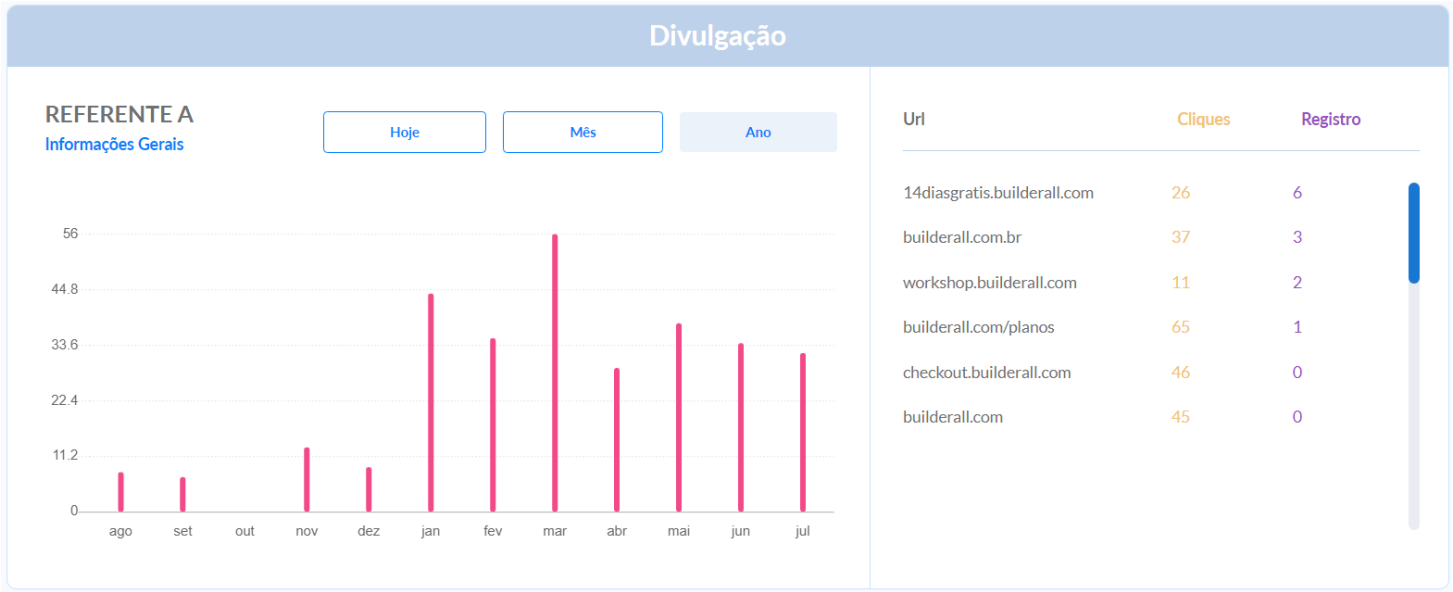 Divulgação
REFERENTE A
Informações Gerais
Hoje
Mês
Ano
56
44.8
33.6
22.4
11.2
0
ago set out nov dez jan fev mar abr mai jun jul
Url Cliques Registro
14diasgratis.builderall.com 26 6
builderall.com.br 37 3
workshop.builderall.com 11 2
builderall.com/planos 65 1
checkout.builderall.com 46 0
builderall.com 45 0